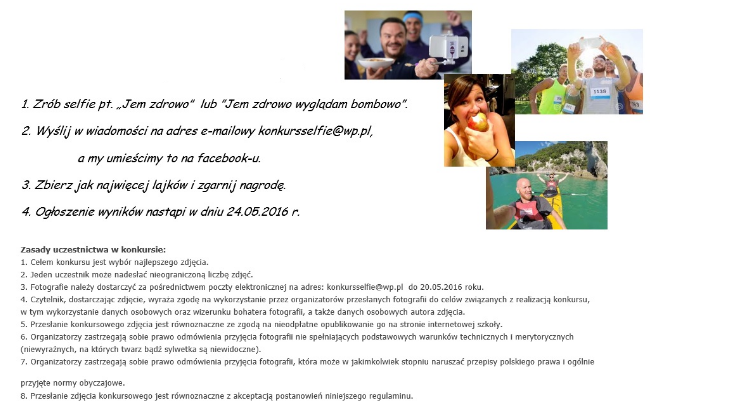 1. Zrób selfie pt. „Jem zdrowo” lub ”Jem zdrowo wyglądam bombowo”.
2. Wyślij w wiadomości na adres e-mailowy konkursselfie@wp.pl,
a my umieścimy to na facebook-u.
3. Zbierz jak najwięcej lajków i zgarnij nagrodę.
4. Ogłoszenie wyników nastąpi w dniu 24.05.2016 r.
Zasady uczestnictwa w konkursie:
1. Celem konkursu jest wybór najlepszego zdjęcia.
2. Jeden uczestnik może nadesłać nieograniczoną liczbę zdjęć.
3. Fotografie należy dostarczyć za pośrednictwem poczty elektronicznej na adres: konkursselfie@wp.pl do 20.05.2016 roku.
4. Czytelnik, dostarczając zdjęcie, wyraża zgodę na wykorzystanie przez organizatorów przesłanych fotografii do celów związanych z realizacją konkursu,
w tym wykorzystanie danych osobowych oraz wizerunku bohatera fotografii, a także danych osobowych autora zdjęcia.
5. Przesłanie konkursowego zdjęcia jest równoznaczne ze zgodą na nieodpłatne opublikowanie go na stronie internetowej szkoły.
6. Organizatorzy zastrzegają sobie prawo odmówienia przyjęcia fotografii nie spełniających podstawowych warunków technicznych i merytorycznych
(niewyraźnych, na których twarz bądź sylwetka są niewidoczne).
7. Organizatorzy zastrzegają sobie prawo odmówienia przyjęcia fotografii, która może w jakimkolwiek stopniu naruszać przepisy polskiego prawa i ogólnie
przyjęte normy obyczajowe.
8. Przesłanie zdjęcia konkursowego jest równoznaczne z akceptacją postanowień niniejszego regulaminu.